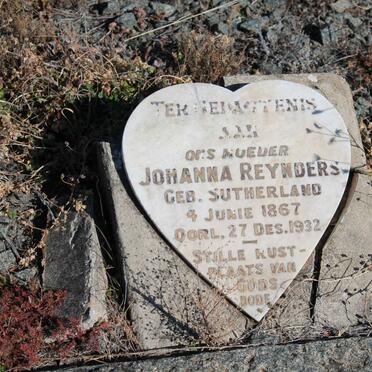 TER GEDAGTENIS
AAN
ONS MOEDER
JOHANNA REYNDERS
GEB. SUTHERLAND
4 JUNIE 1867
OORL. 27 DES. 1932
STILLE RUST-
PLAATS VAN
GODS
DODE